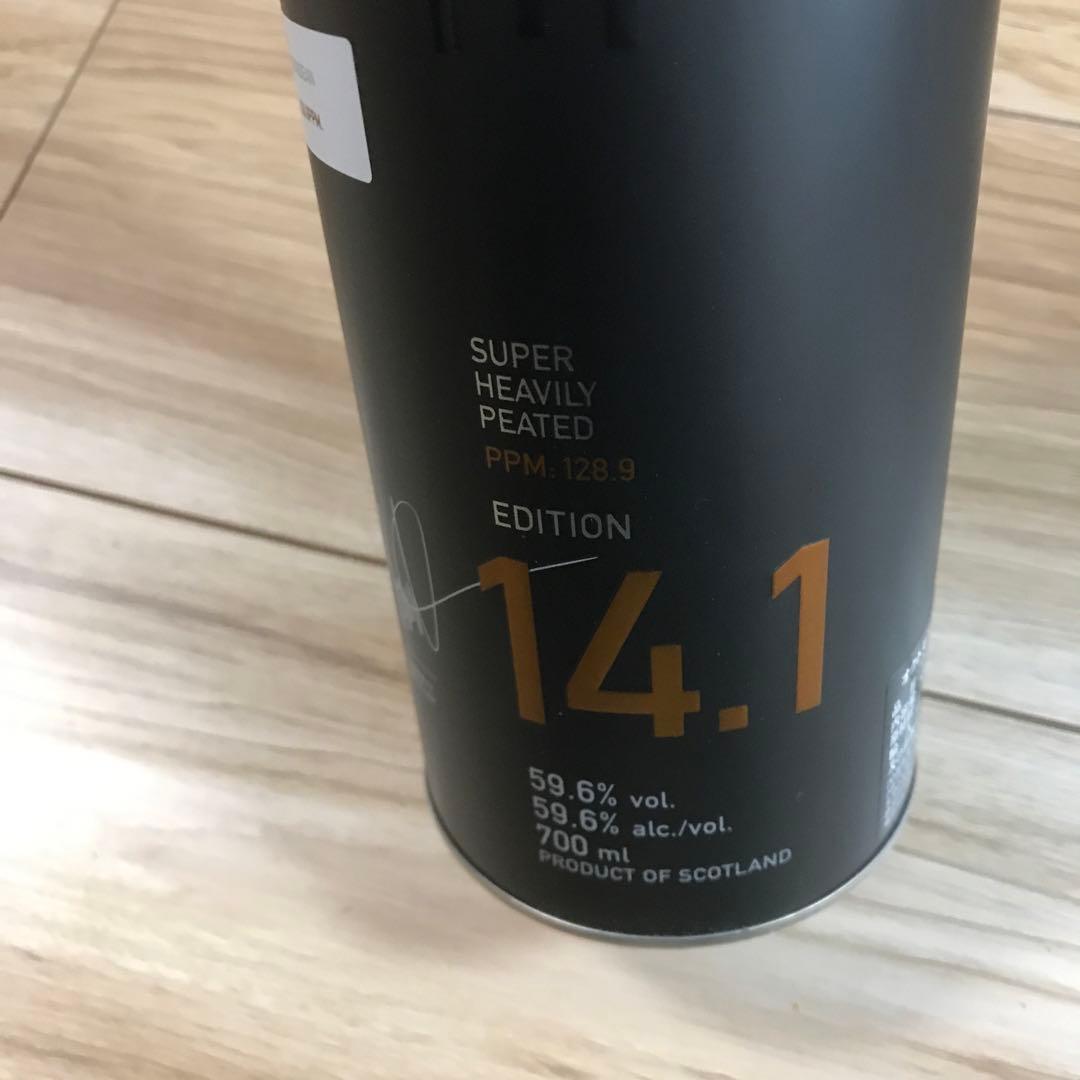 SUPER
HEAVILY
PEATED
PPM: 128.9
EDITION
14.1
59.6% vol.
59.6% alc./vol.
700 ml
PRODUCT OF SCOTLAND